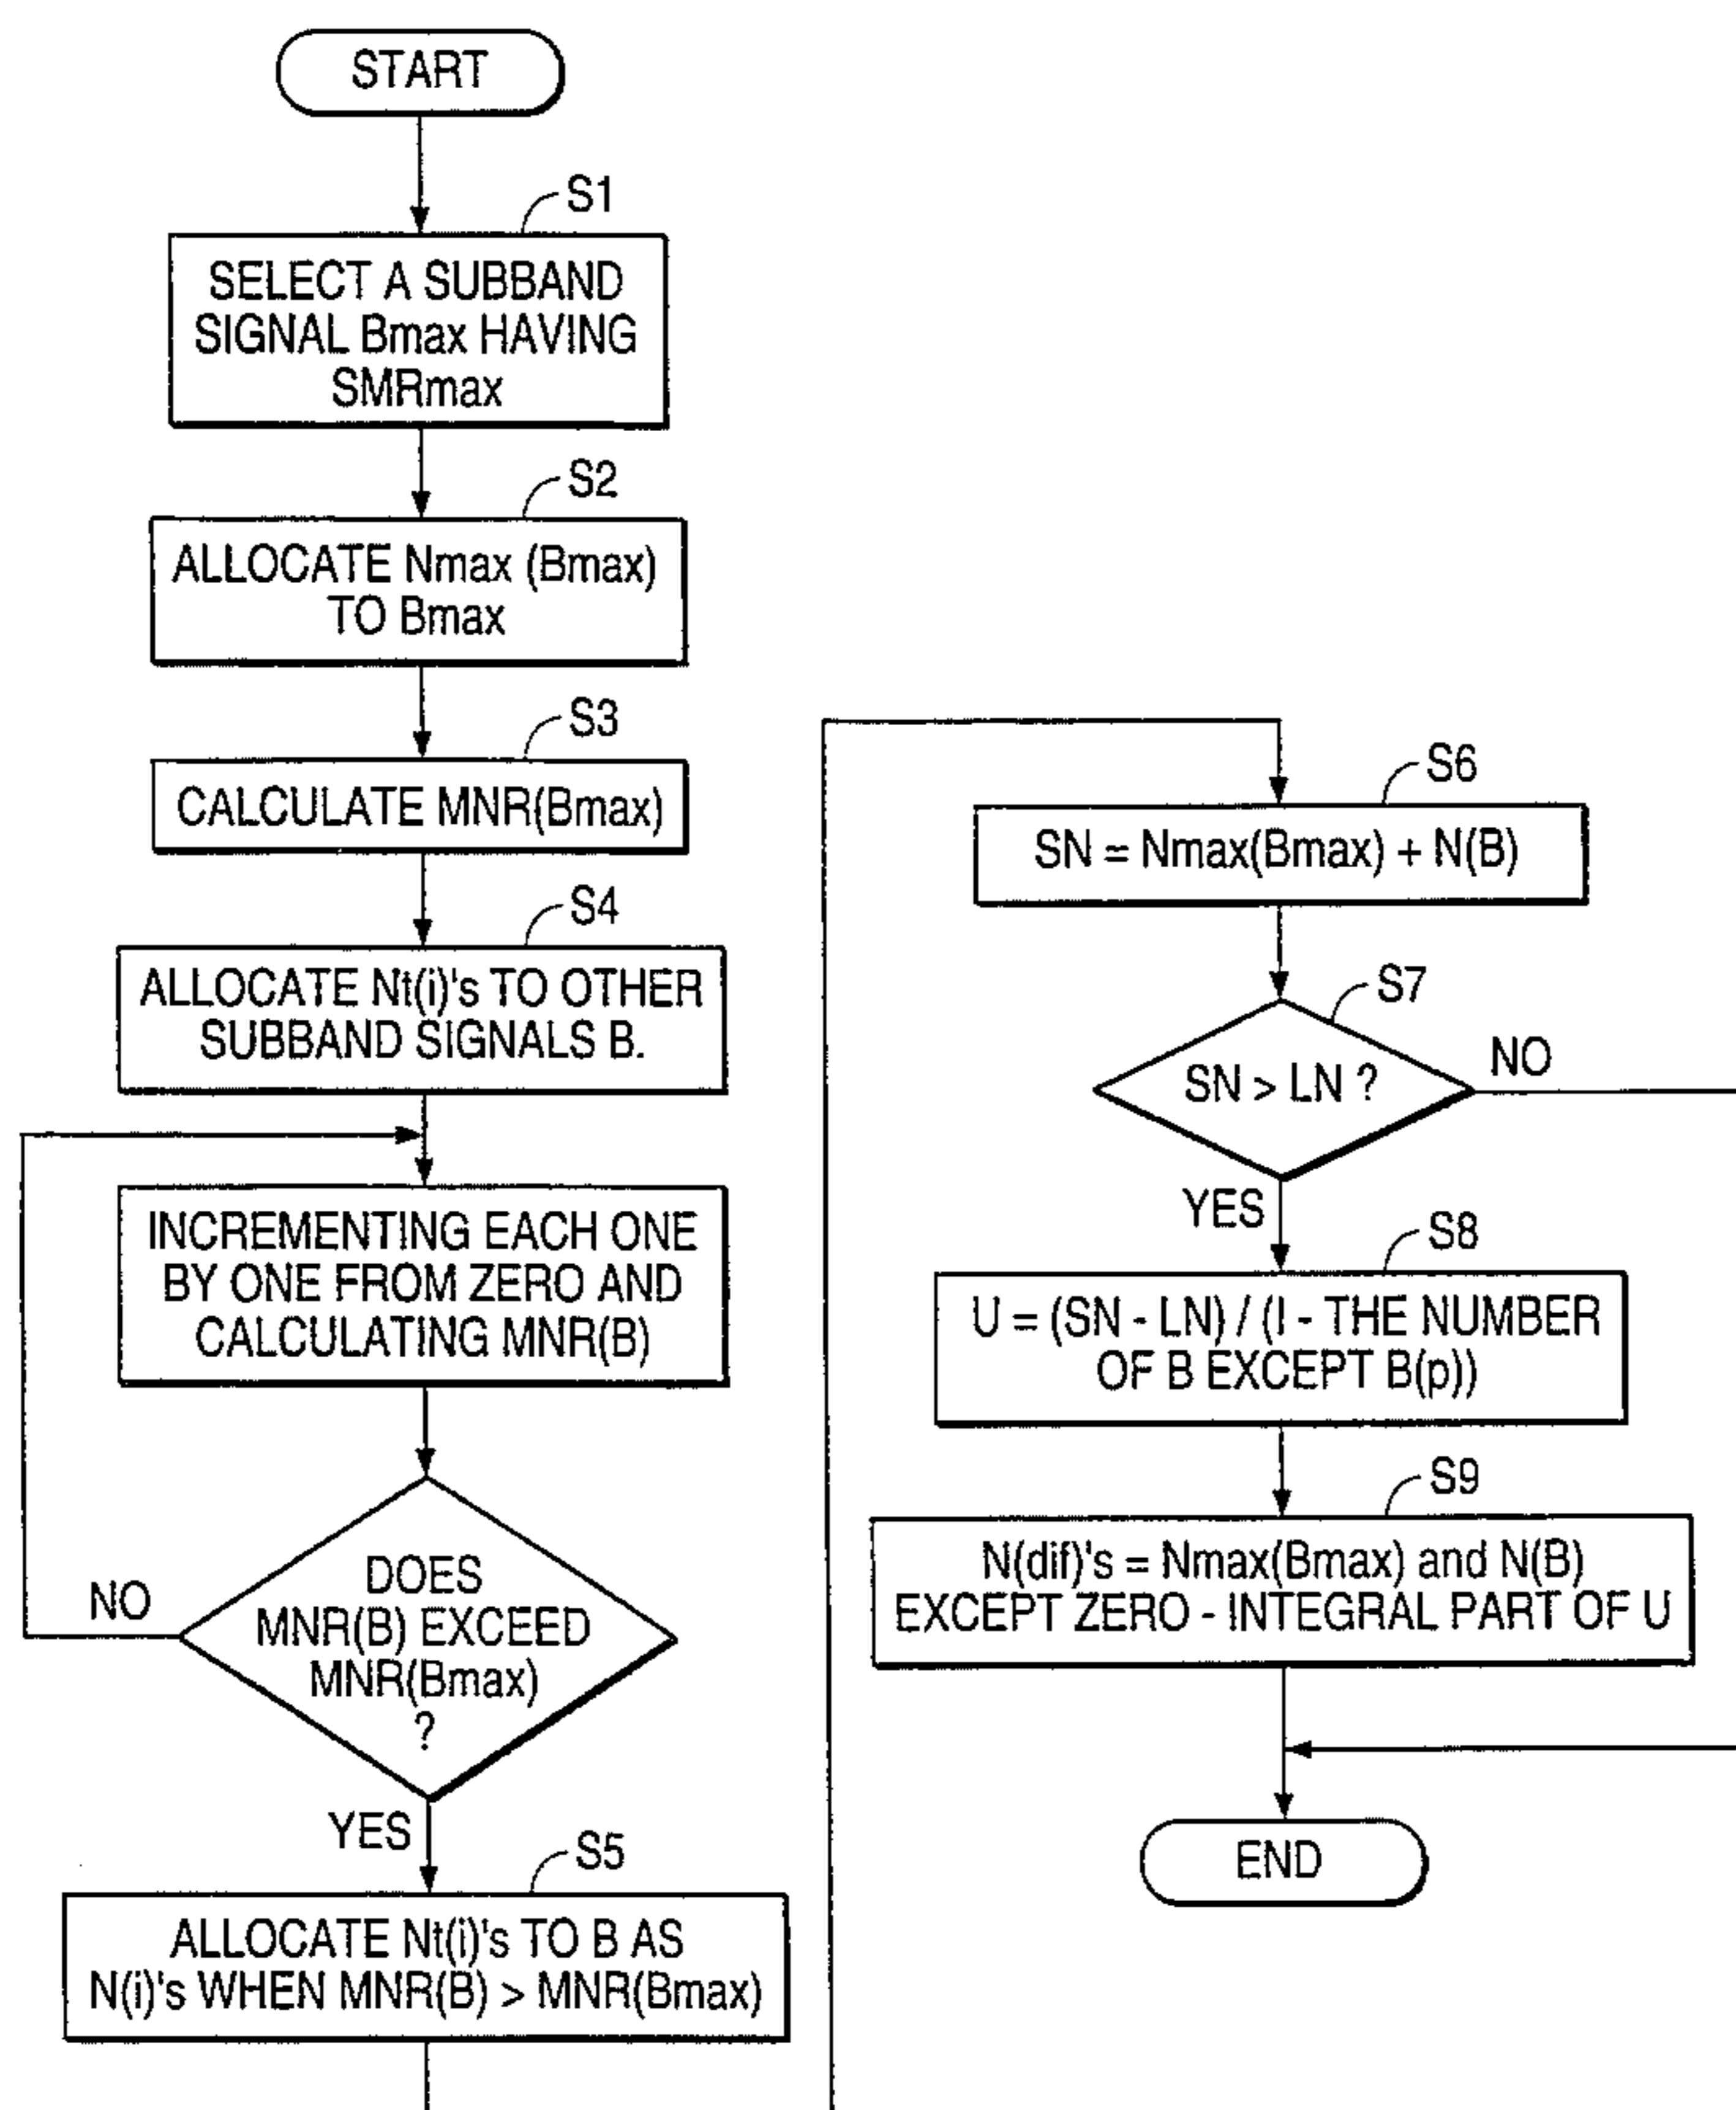 START
S1
SELECT A SUBBAND
SIGNAL Bmax HAVING
SMRmax
S2
ALLOCATE Nmax (Bmax)
TO Bmax
S3
CALCULATE MNR(Bmax)
S4
ALLOCATE Nt(i)'s TO OTHER
SUBBAND SIGNALS B.
INCREMENTING EACH ONE
BY ONE FROM ZERO AND
CALCULATING MNR(B)
DOES
MNR(B) EXCEED
MNR(Bmax)
?
NO
YES
S5
ALLOCATE Nt(i)'s TO B AS
N(i)'s WHEN MNR(B) > MNR(Bmax)
S6
SN = Nmax(Bmax) + N(B)
S7
SN > LN ?
NO
YES
S8
U = (SN - LN) / (I - THE NUMBER
OF B EXCEPT B(p))
S9
N(dif)'s = Nmax(Bmax) and N(B)
EXCEPT ZERO - INTEGRAL PART OF U
END